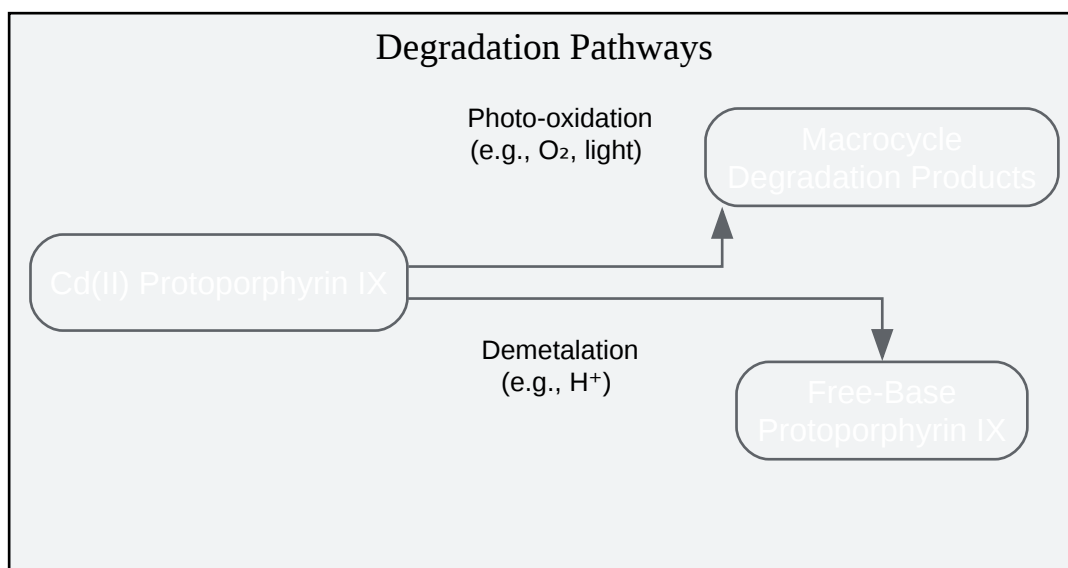 Degradation Pathways
Photo-oxidation
(e.g., O₂, light)
Macrocycle
Degradation Products
Cd(II) Protoporphyrin IX
Demetalation
(e.g., H⁺)
Free-Base
Protoporphyrin IX